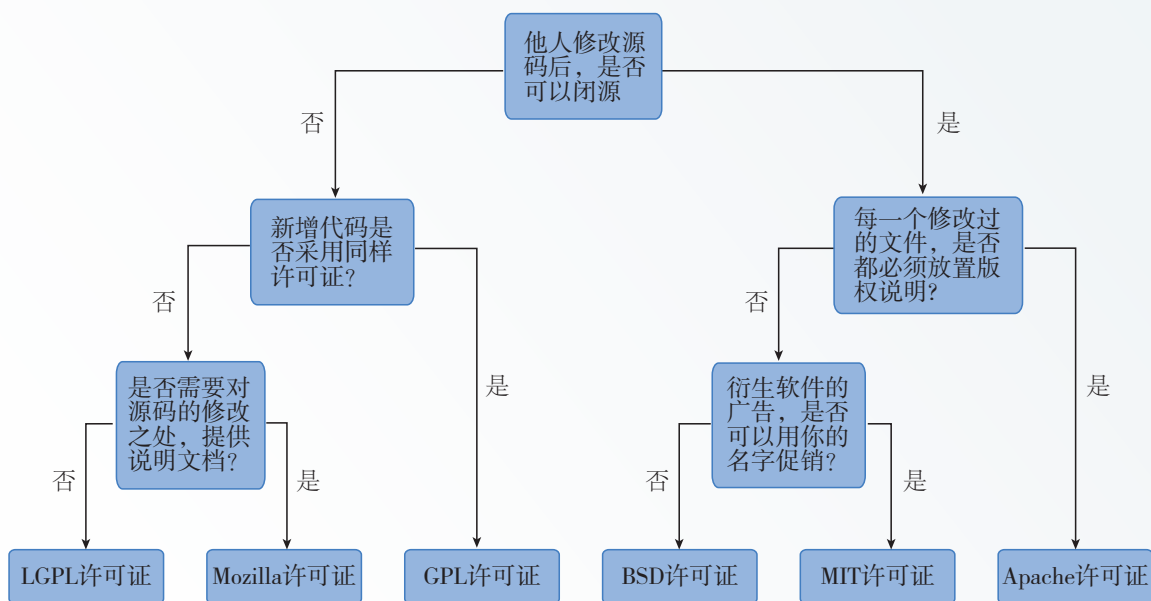 他人修改源
码后，是否
可以闭源
否
是
新增代码是
否采用同样
许可证？
每一个修改过
的文件，是否
都必须放置版
权说明？
否
否
是否需要对
源码的修改
之处，提供
说明文档？
是
衍生软件的
广告，是否
可以用你的
名字促销？
是
否
是
否
是
LGPL许可证
Mozilla许可证
GPL许可证
BSD许可证
MIT许可证
Apache许可证